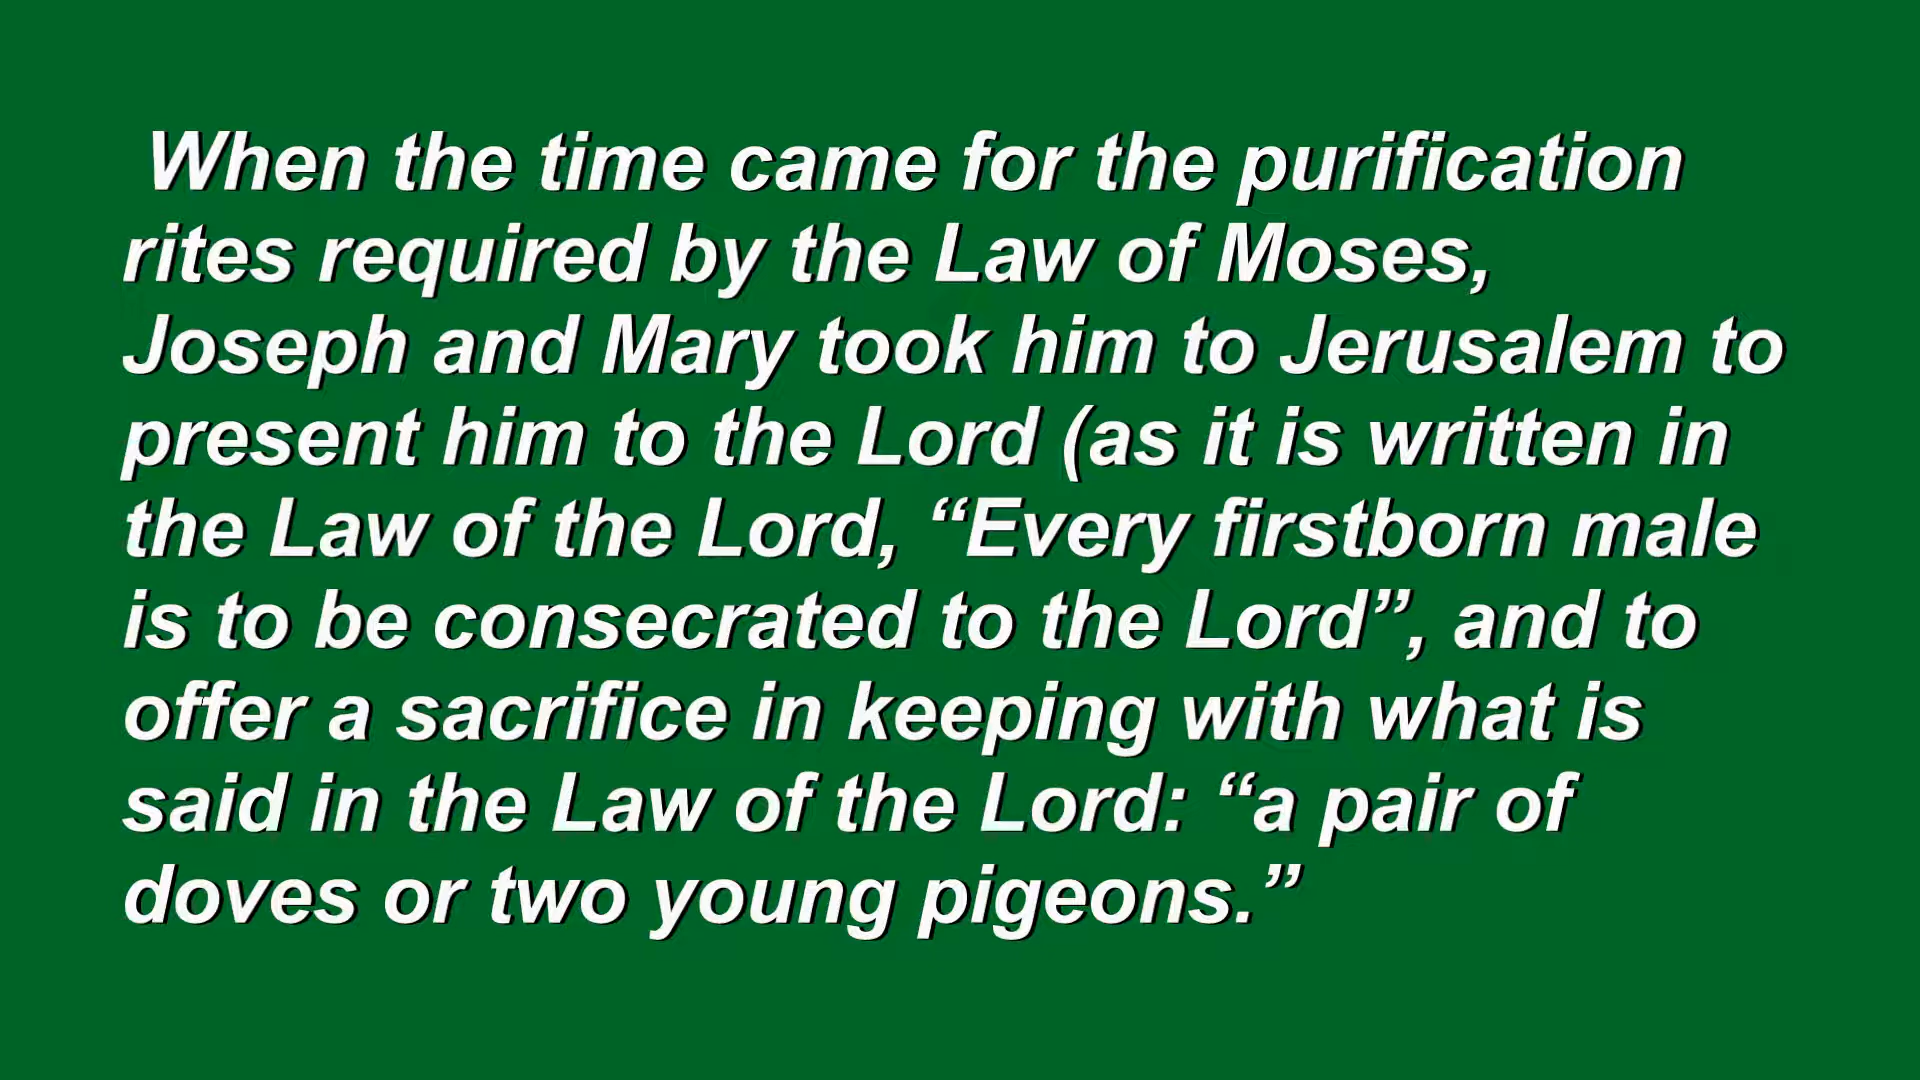 When the time came for the purification
rites required by the Law of Moses,
Joseph and Mary took him to Jerusalem to
present him to the Lord (as it is written in
the Law of the Lord, “Every firstborn male
is to be consecrated to the Lord”, and to
offer a sacrifice in keeping with what is
said in the Law of the Lord: “a pair of
doves or two young pigeons.”